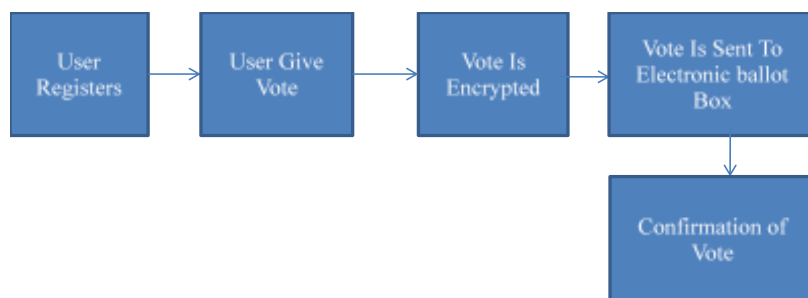 User
Registers
User Give
Vote
Vote Is
Encrypted
Vote Is Sent To
Electronic ballot
Box
Confirmation of
Vote